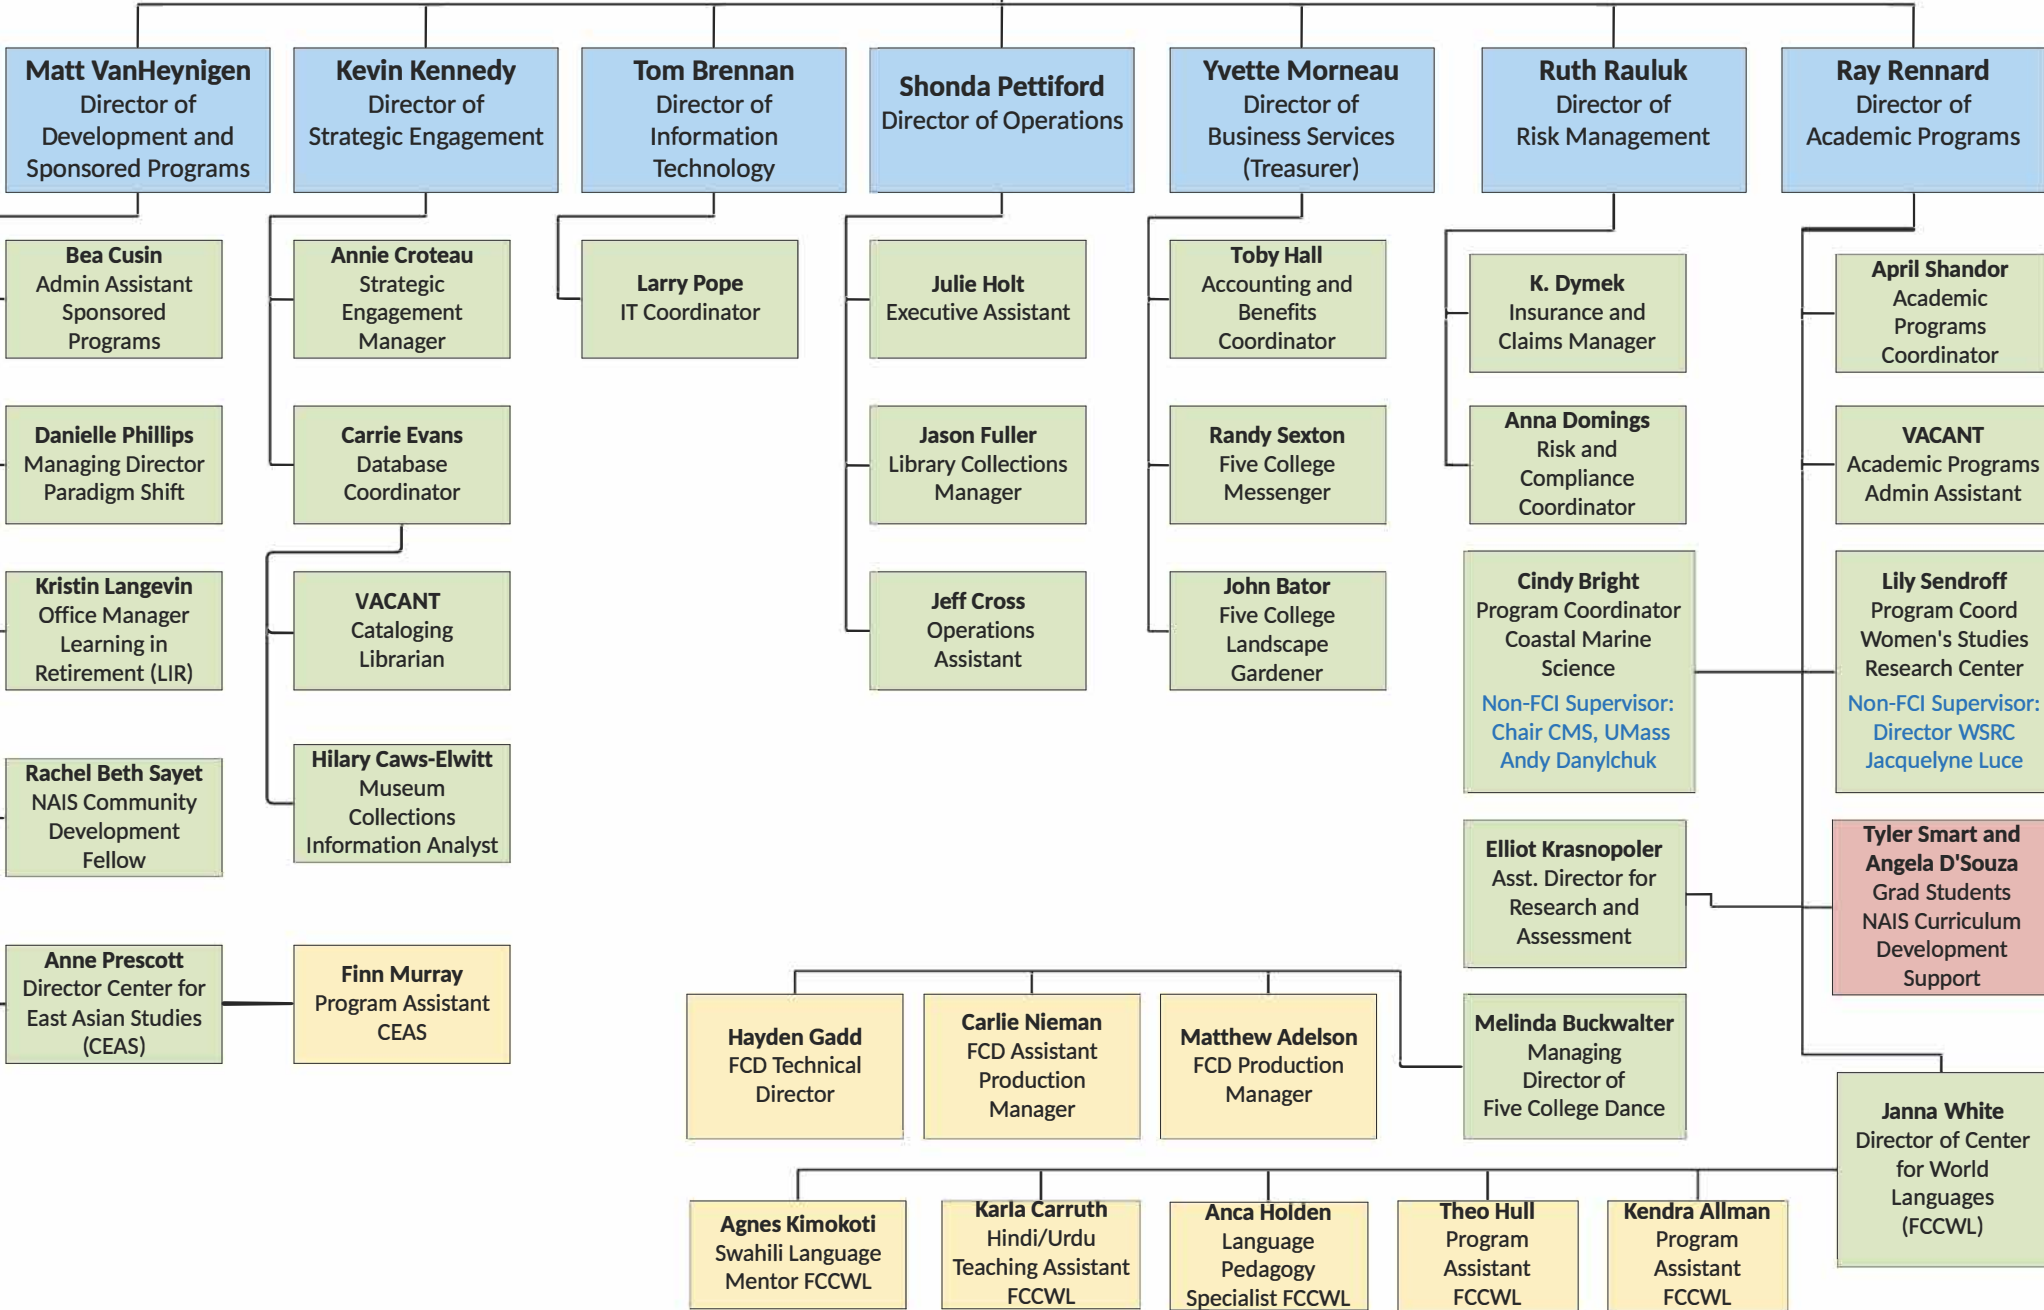 Matt VanHeynigen
Director of
Development and
Sponsored Programs
Kevin Kennedy
Director of
Strategic Engagement
Tom Brennan
Director of
Information
Technology
Shonda Pettiford
Director of Operations
Yvette Morneau
Director of
Business Services
(Treasurer)
Ruth Rauluk
Director of
Risk Management
Ray Rennard
Director of
Academic Programs
Bea Cusin
Admin Assistant
Sponsored
Programs
Annie Croteau
Strategic
Engagement
Manager
Larry Pope
IT Coordinator
Julie Holt
Executive Assistant
Toby Hall
Accounting and
Benefits
Coordinator
K. Dymek
Insurance and
Claims Manager
April Shandor
Academic
Programs
Coordinator
Danielle Phillips
Managing Director
Paradigm Shift
Carrie Evans
Database
Coordinator
Jason Fuller
Library Collections
Manager
Randy Sexton
Five College
Messenger
Anna Domings
Risk and
Compliance
Coordinator
VACANT
Academic Programs
Admin Assistant
Kristin Langevin
Office Manager
Learning in
Retirement (LIR)
VACANT
Cataloging
Librarian
Jeff Cross
Operations
Assistant
John Bator
Five College
Landscape
Gardener
Cindy Bright
Program Coordinator
Coastal Marine
Science
Non-FCI Supervisor:
Chair CMS, UMass
Andy Danylchuk
Lily Sendroff
Program Coord
Women's Studies
Research Center
Non-FCI Supervisor:
Director WSRC
Jacquelyne Luce
Rachel Beth Sayet
NAIS Community
Development
Fellow
Hilary Caws-Elwitt
Museum
Collections
Information Analyst
Elliot Krasnopoler
Asst. Director for
Research and
Assessment
Tyler Smart and
Angela D'Souza
Grad Students
NAIS Curriculum
Development
Support
Anne Prescott
Director Center for
East Asian Studies
(CEAS)
Finn Murray
Program Assistant
CEAS
Hayden Gadd
FCD Technical
Director
Carlie Nieman
FCD Assistant
Production
Manager
Matthew Adelson
FCD Production
Manager
Melinda Buckwalter
Managing
Director of
Five College Dance
Janna White
Director of Center
for World
Languages
(FCCWL)
Agnes Kimokoti
Swahili Language
Mentor FCCWL
Karla Carruth
Hindi/Urdu
Teaching Assistant
FCCWL
Anca Holden
Language
Pedagogy
Specialist FCCWL
Theo Hull
Program
Assistant
FCCWL
Kendra Allman
Program
Assistant
FCCWL